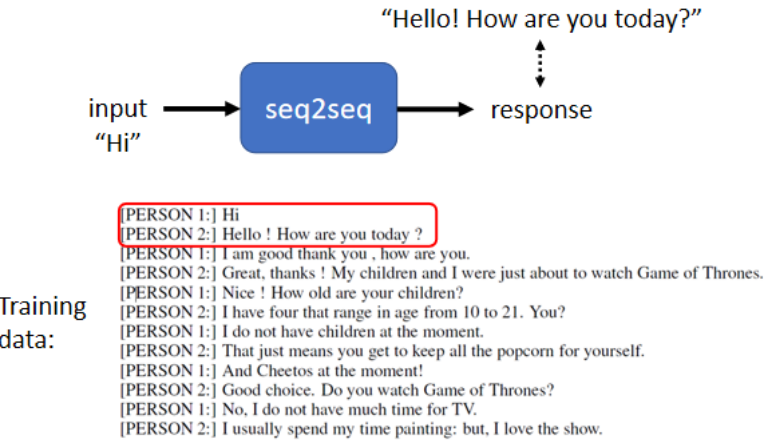 “Hello! How are you today?”
input
“Hi”
seq2seq
response
Training
data:
[PERSON 1:] Hi
[PERSON 2:] Hello ! How are you today ?
[PERSON 1:] I am good thank you , how are you.
[PERSON 2:] Great, thanks ! My children and I were just about to watch Game of Thrones.
[PERSON 1:] Nice ! How old are your children?
[PERSON 2:] I have four that range in age from 10 to 21. You?
[PERSON 1:] I do not have children at the moment.
[PERSON 2:] That just means you get to keep all the popcorn for yourself.
[PERSON 1:] And Cheetos at the moment!
[PERSON 2:] Good choice. Do you watch Game of Thrones?
[PERSON 1:] No, I do not have much time for TV.
[PERSON 2:] I usually spend my time painting: but, I love the show.